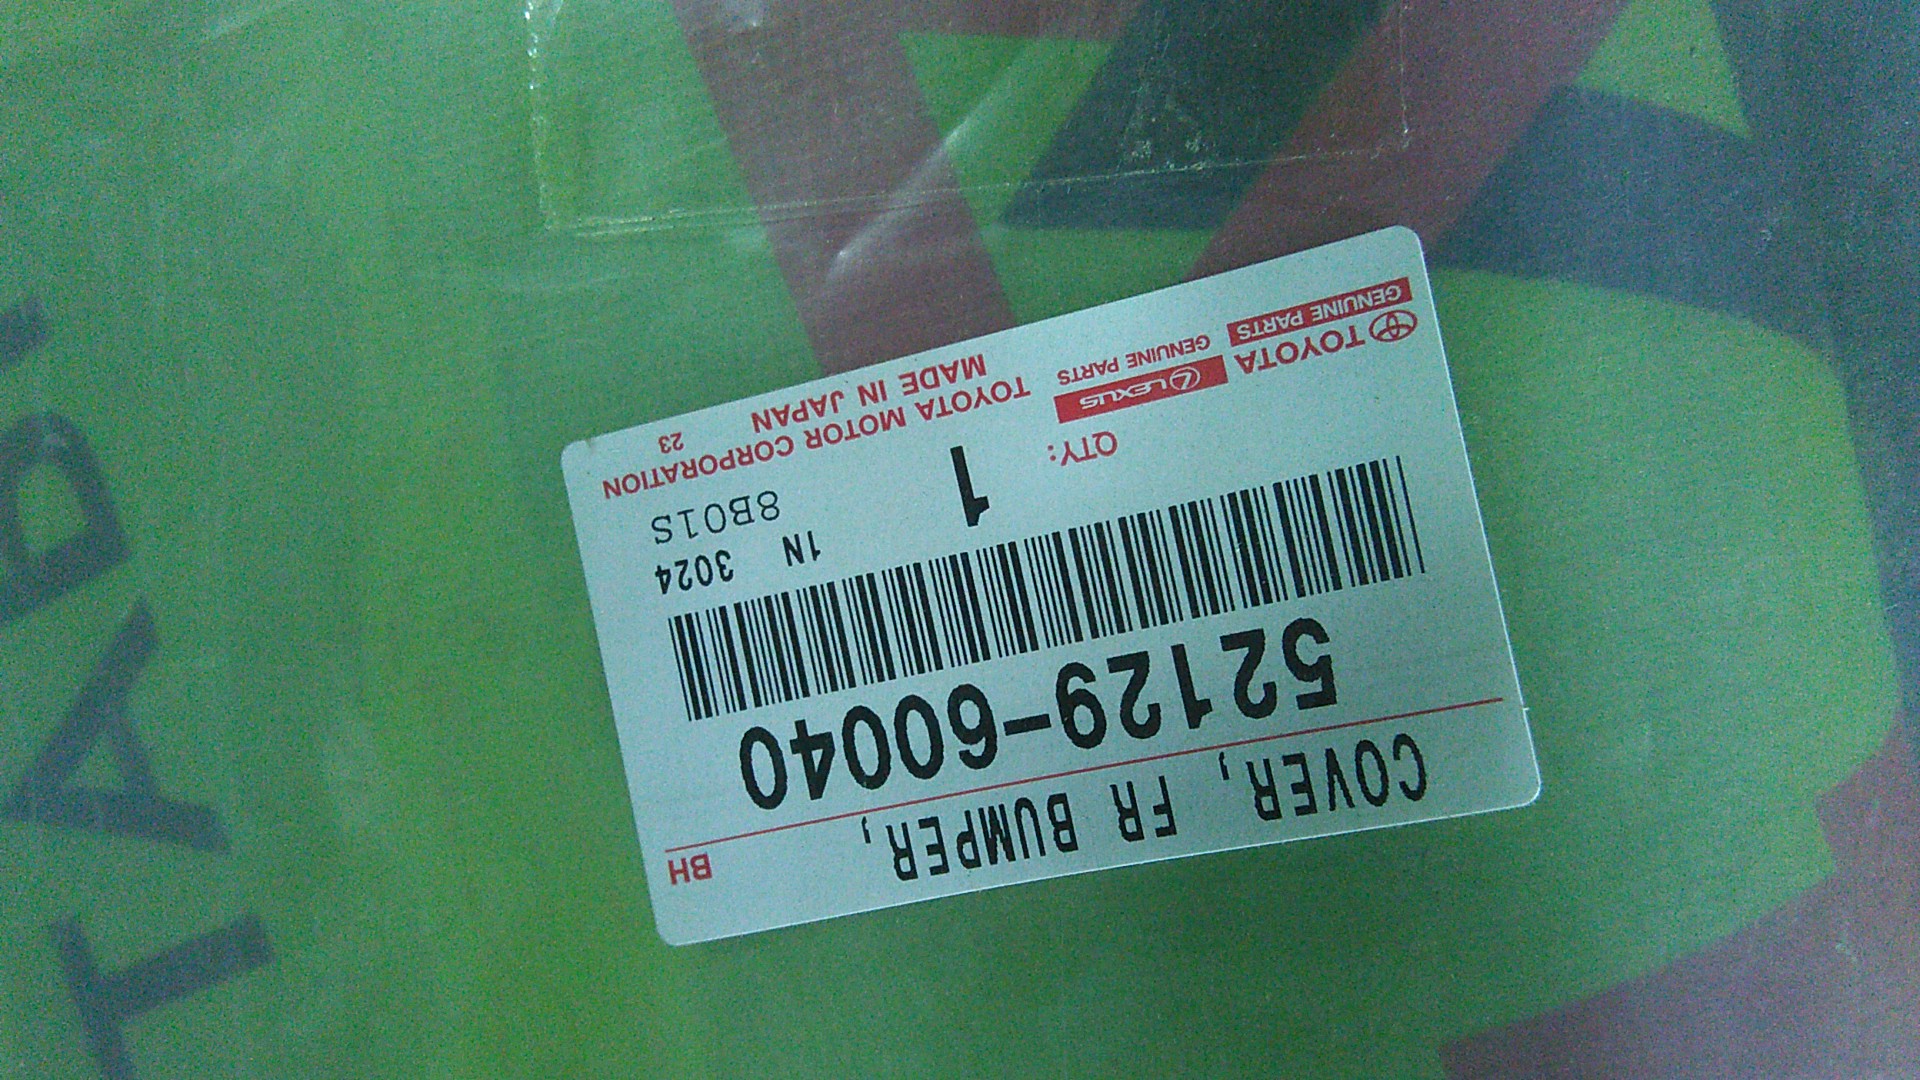 COVER, FR BUMPER,
BH
52129-60040
1N 3024
8B01S
QTY:
1
TOYOTA
GENUINE PARTS
LEXUS
GENUINE PARTS
TOYOTA MOTOR CORPORATION
MADE IN JAPAN
23